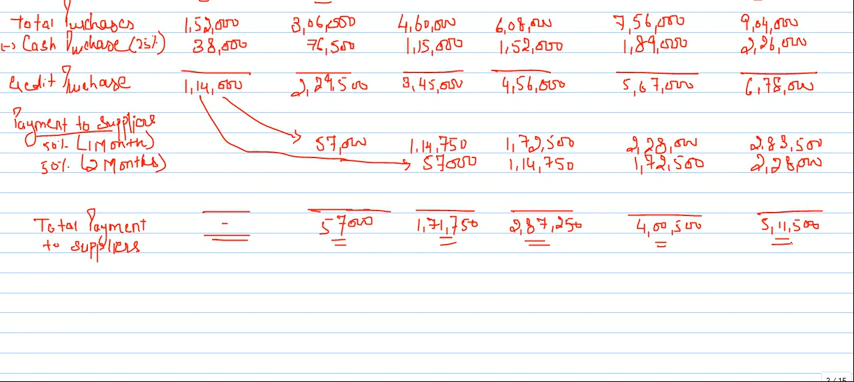 Total Purchases 1,52,000 3,06,500 4,60,000 6,08,000 7,56,000 9,04,000
(-) Cash Purchase (25%) 38,000 76,500 1,15,000 1,52,000 1,89,000 2,26,000
Credit Purchase 1,14,000 2,29,500 3,45,000 4,56,000 5,67,000 6,78,000
Payment to suppliers
50% (1 Month) 57,000 1,14,750 1,72,500 2,28,000 2,83,500
50% (2 Months) 57000 1,14,750 1,72,500 2,28,000
Total Payment - 57000 1,71,750 2,87,250 4,00,500 5,11,500
to suppliers
2 / 15